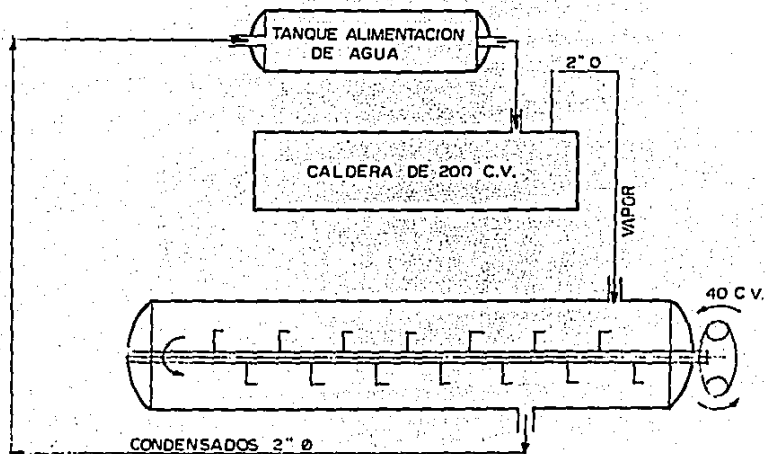 TANQUE ALIMENTACION
DE AGUA
2" O
CALDERA DE 200 C.V.
VAPOR
40 C V.
CONDENSADOS 2" Ø